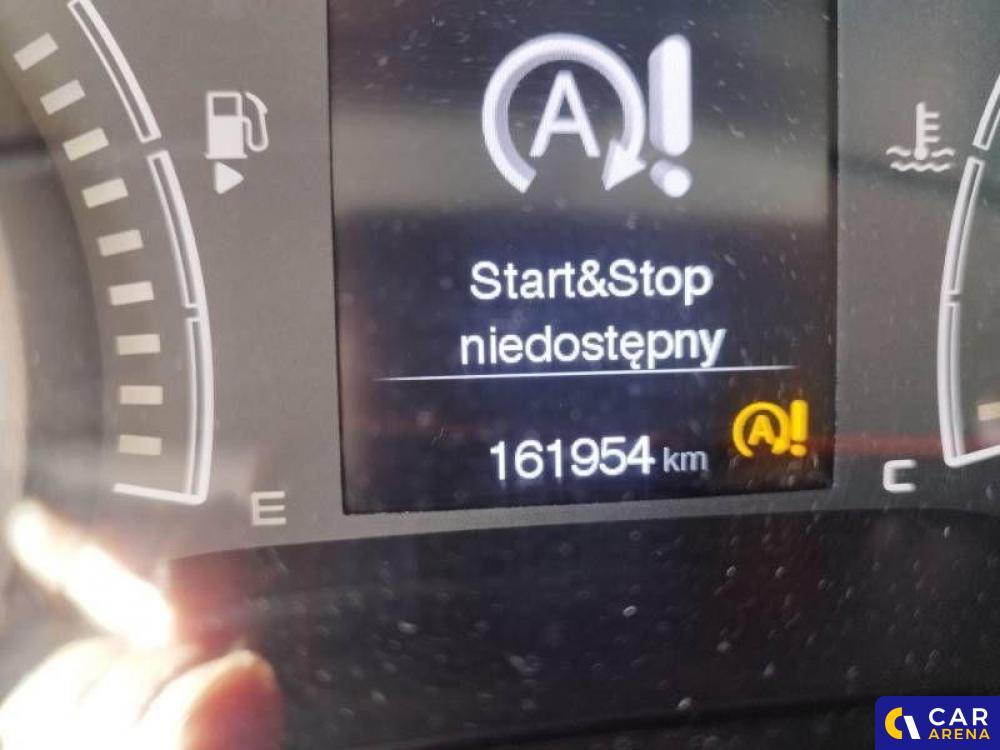 A!
Start&Stop
niedostępny
161954 km
A!
E
C
CAR
ARENA